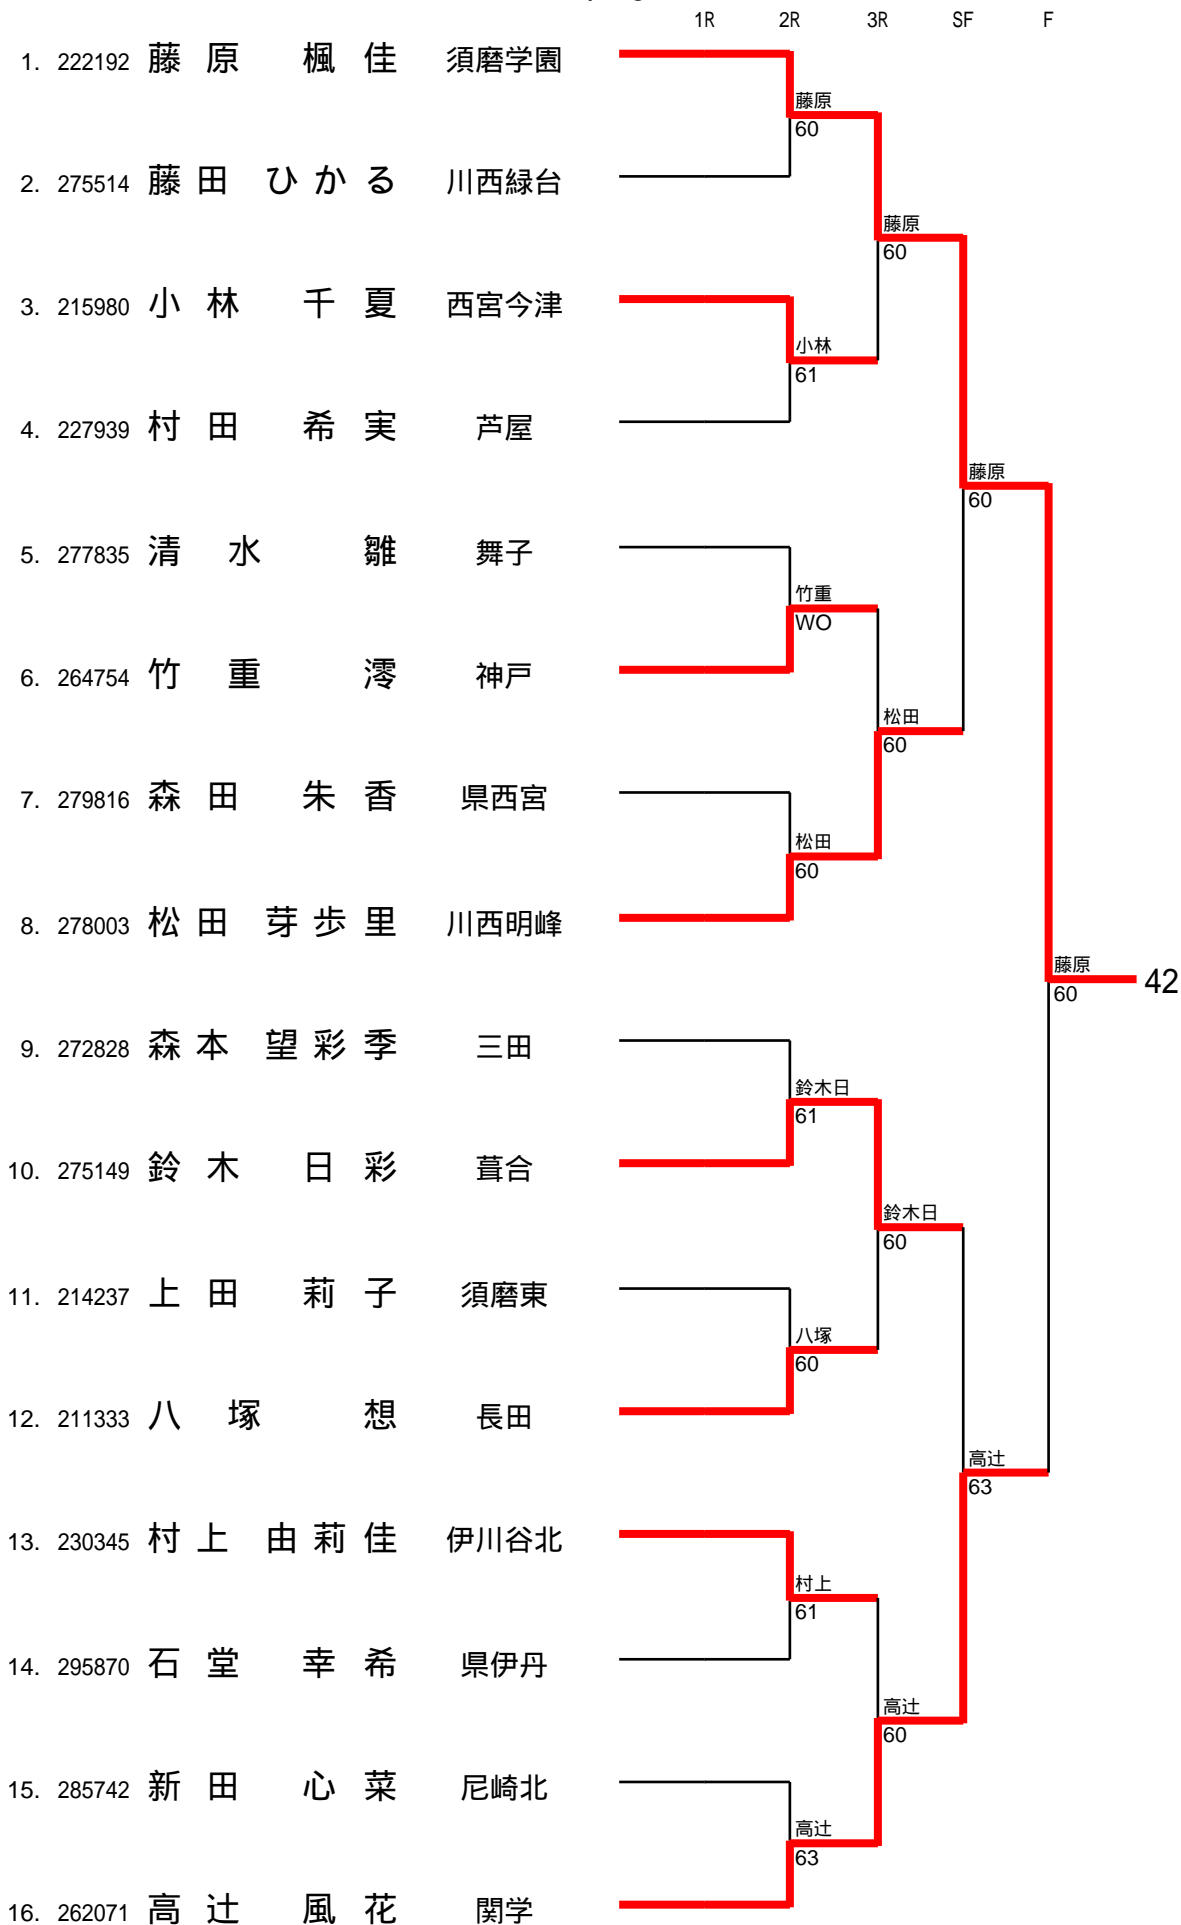 1R 2R 3R SF F
1. 222192 藤原 楓佳 須磨学園
藤原
60
2. 275514 藤田 ひかる 川西緑台
藤原
60
3. 215980 小林 千夏 西宮今津
小林
61
4. 227939 村田 希実 芦屋
藤原
60
5. 277835 清水 雛 舞子
竹重
WO
6. 264754 竹重 澪 神戸
松田
60
7. 279816 森田 朱香 県西宮
松田
60
8. 278003 松田 芽歩里 川西明峰
藤原
60
42
9. 272828 森本 望彩季 三田
鈴木日
61
10. 275149 鈴木 日彩 葺合
鈴木日
60
11. 214237 上田 莉子 須磨東
八塚
60
12. 211333 八塚 想 長田
高辻
63
13. 230345 村上 由莉佳 伊川谷北
村上
61
14. 295870 石堂 幸希 県伊丹
高辻
60
15. 285742 新田 心菜 尼崎北
高辻
63
16. 262071 高辻 風花 関学